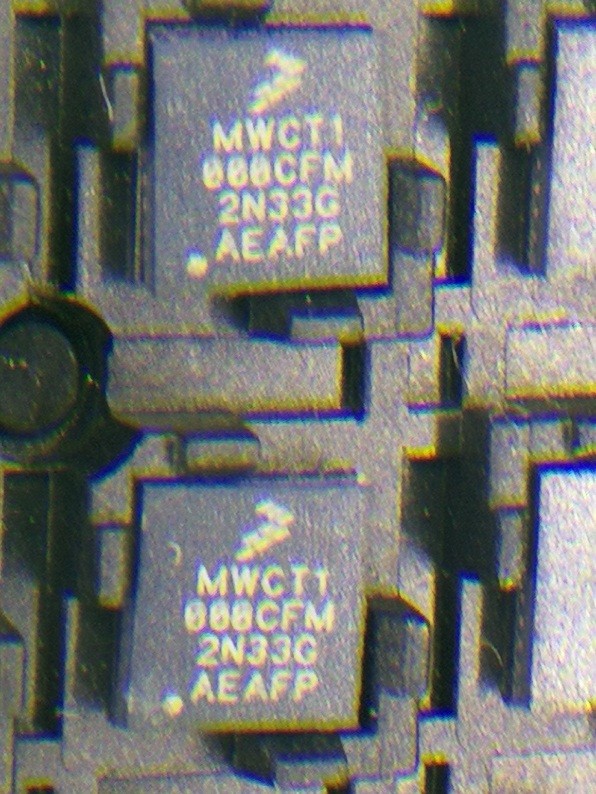 MWCT1
000CFM
2N33G
AEAFP
MWCT1
000CFM
2N33G
AEAFP